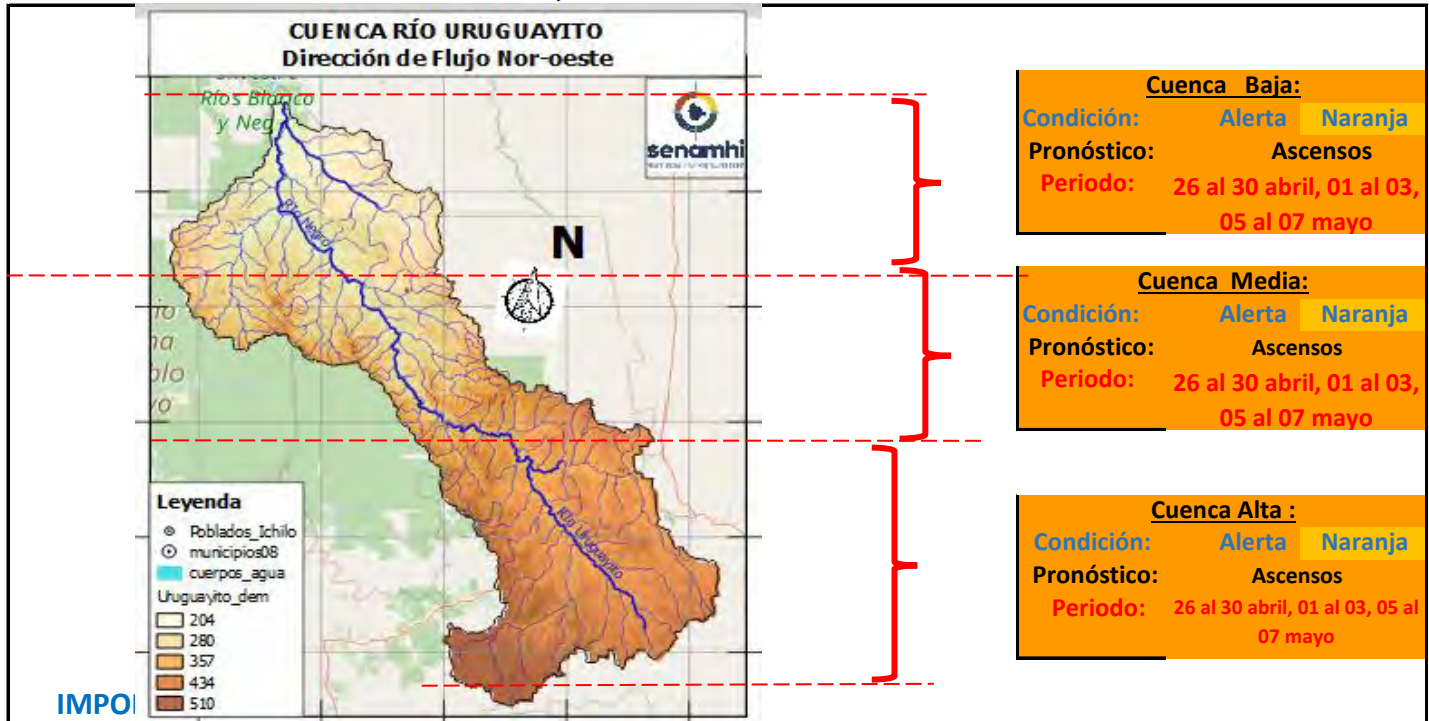 CUENCA RÍO URUGUAYITO
Dirección de Flujo Nor-oeste
Ríos Blanco
y Neg
senamhi
Río Negro
N
Río Uruguayito
Leyenda
Poblados_Ichilo
municipios08
cuerpos_agua
Uruguayito_dem
204
280
357
434
510
IMPO
Cuenca Baja:
Condición: Alerta Naranja
Pronóstico: Ascensos
Periodo: 26 al 30 abril, 01 al 03,
05 al 07 mayo
Cuenca Media:
Condición: Alerta Naranja
Pronóstico: Ascensos
Periodo: 26 al 30 abril, 01 al 03,
05 al 07 mayo
Cuenca Alta :
Condición: Alerta Naranja
Pronóstico: Ascensos
Periodo: 26 al 30 abril, 01 al 03, 05 al
07 mayo